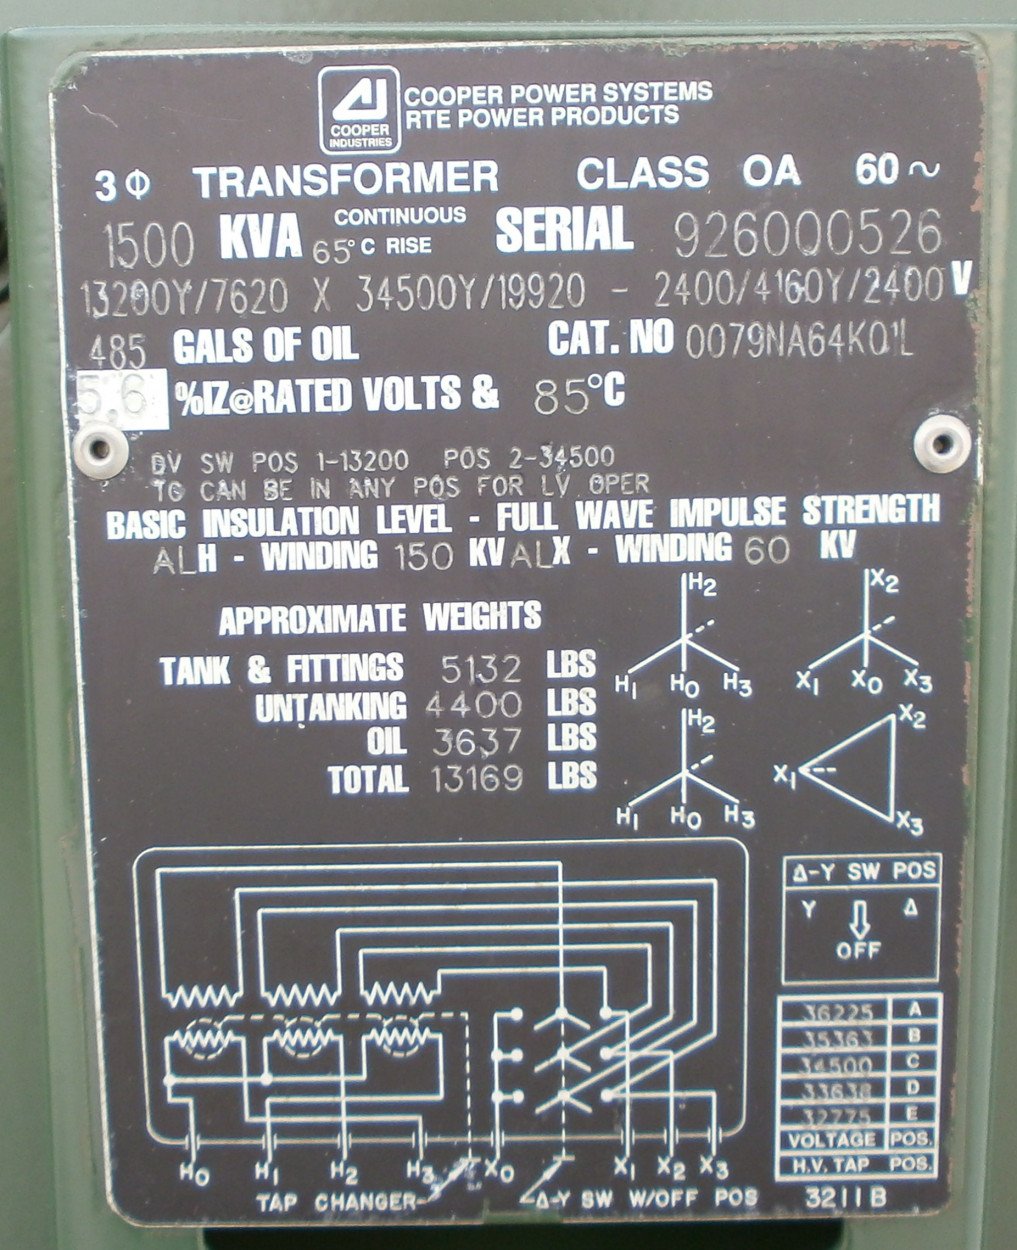 COOPER INDUSTRIES
COOPER POWER SYSTEMS
RTE POWER PRODUCTS
3 Φ TRANSFORMER CLASS OA 60 ~
1500 KVA CONTINUOUS 65° C RISE SERIAL 926000526
13200Y/7620 X 34500Y/19920 - 2400/4160Y/2400 V
485 GALS OF OIL CAT. NO 0079NA64K01L
5.6 %IZ@RATED VOLTS & 85°C
DV SW POS 1-13200 POS 2-34500
TG CAN BE IN ANY POS FOR LV OPER
BASIC INSULATION LEVEL - FULL WAVE IMPULSE STRENGTH
ALH - WINDING 150 KV ALX - WINDING 60 KV
APPROXIMATE WEIGHTS
TANK & FITTINGS 5132 LBS
UNTANKING 4400 LBS
OIL 3637 LBS
TOTAL 13169 LBS
H2
H1 H0 H3
X2
X1 X0 X3
H2
H1 H0 H3
X2
X1
X3
Δ-Y SW POS
Y Δ
OFF
36225 A
35363 B
34500 C
33638 D
32775 E
VOLTAGE POS.
H.V. TAP POS.
3211B
H0 H1 H2 H3 X0 X1 X2 X3
TAP CHANGER Δ-Y SW W/OFF POS